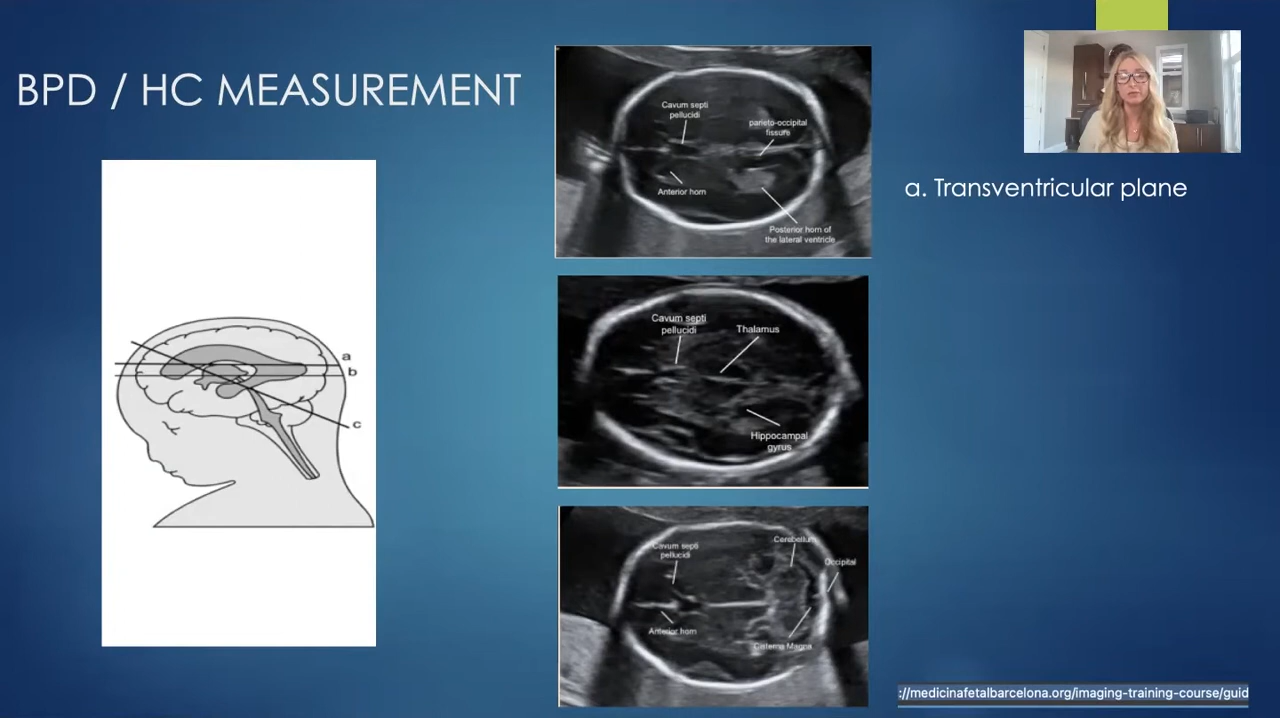 BPD / HC MEASUREMENT
a
b
c
Cavum septi
pellucidi
parieto-occipital
fissure
Anterior horn
Posterior horn of
the lateral ventricle
Cavum septi
pellucidi
Thalamus
Hippocampal
gyrus
Cavum septi
pellucidi
Cerebellum
Occipital
Anterior horn
Cisterna Magna
a. Transventricular plane
://medicinafetalbarcelona.org/imaging-training-course/guid